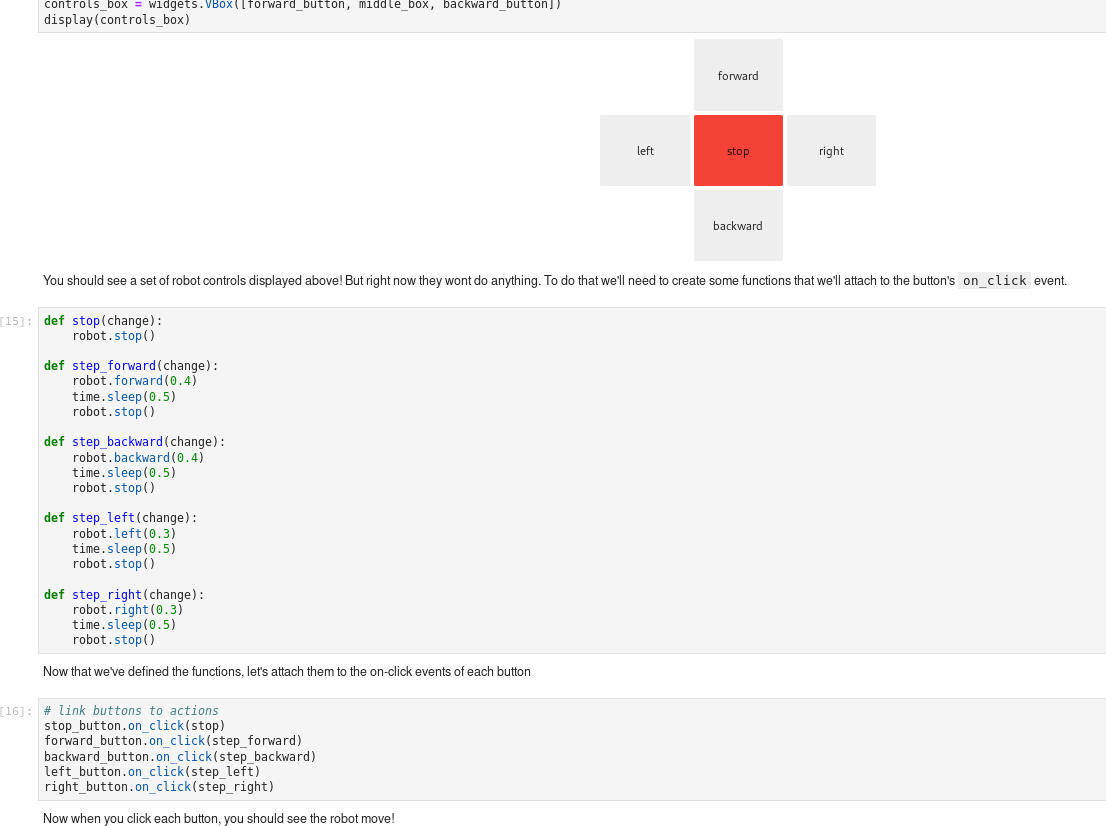 controls_box = widgets.VBox([forward_button, middle_box, backward_button])
display(controls_box)
forward
left stop right
backward
You should see a set of robot controls displayed above! But right now they wont do anything. To do that we'll need to create some functions that we'll attach to the button's on_click event.
[15]:
def stop(change):
    robot.stop()

def step_forward(change):
    robot.forward(0.4)
    time.sleep(0.5)
    robot.stop()

def step_backward(change):
    robot.backward(0.4)
    time.sleep(0.5)
    robot.stop()

def step_left(change):
    robot.left(0.3)
    time.sleep(0.5)
    robot.stop()

def step_right(change):
    robot.right(0.3)
    time.sleep(0.5)
    robot.stop()
Now that we've defined the functions, let's attach them to the on-click events of each button
[16]:
# link buttons to actions
stop_button.on_click(stop)
forward_button.on_click(step_forward)
backward_button.on_click(step_backward)
left_button.on_click(step_left)
right_button.on_click(step_right)
Now when you click each button, you should see the robot move!